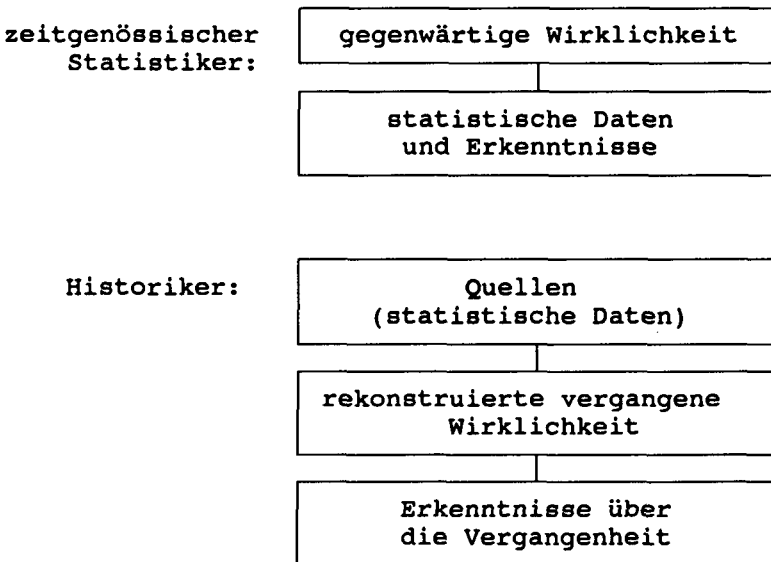 zeitgenössischer
Statistiker:
gegenwärtige Wirklichkeit
statistische Daten
und Erkenntnisse
Historiker:
Quellen
(statistische Daten)
rekonstruierte vergangene
Wirklichkeit
Erkenntnisse über
die Vergangenheit